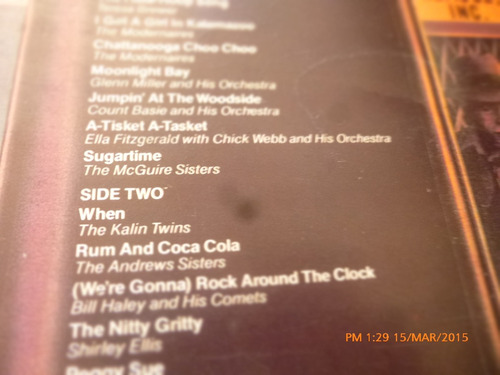 I Got A Girl In Kalamazoo
The Modernaires
Chattanooga Choo Choo
The Modernaires
Moonlight Bay
Glenn Miller and His Orchestra
Jumpin' At The Woodside
Count Basie and His Orchestra
A-Tisket A-Tasket
Ella Fitzgerald with Chick Webb and His Orchestra
Sugartime
The McGuire Sisters
SIDE TWO
When
The Kalin Twins
Rum And Coca Cola
The Andrews Sisters
(We're Gonna) Rock Around The Clock
Bill Haley and His Comets
The Nitty Gritty
Shirley Ellis
Peggy Sue
INC
PM 1:29 15/MAR/2015